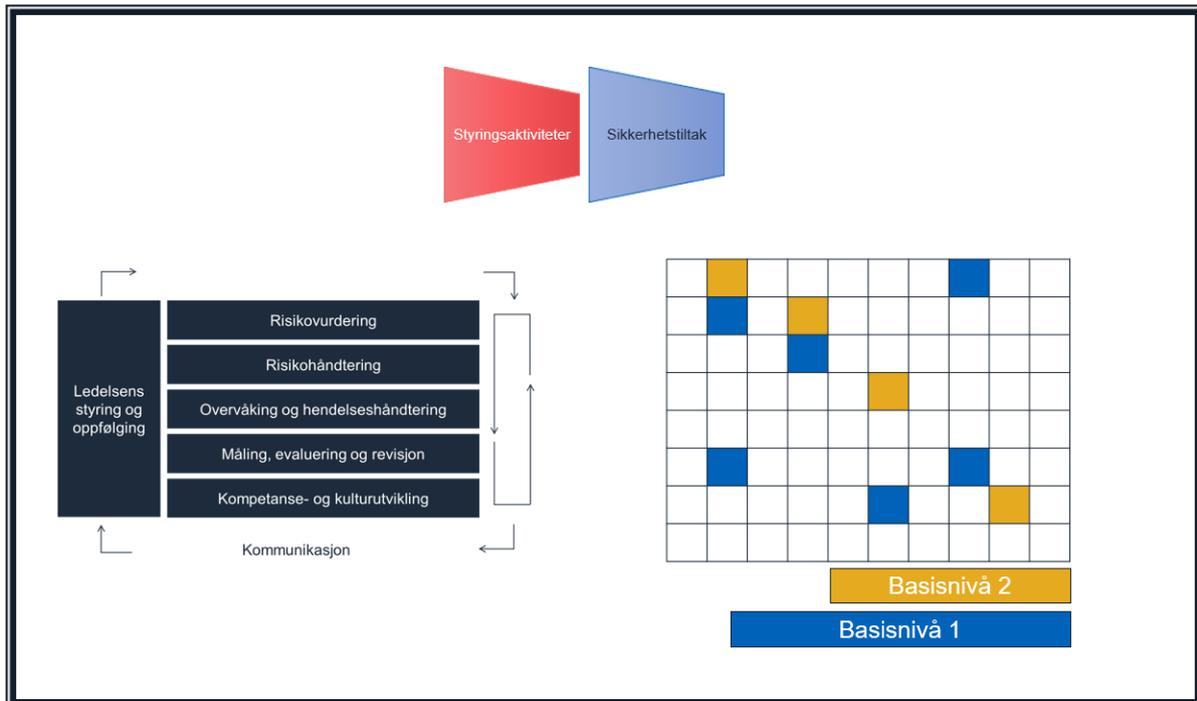 Styringsaktiviteter
Sikkerhetstiltak
Ledelsens
styring og
oppfølging
Risikovurdering
Risikohåndtering
Overvåking og hendelseshåndtering
Måling, evaluering og revisjon
Kompetanse- og kulturutvikling
Kommunikasjon
Basisnivå 2
Basisnivå 1